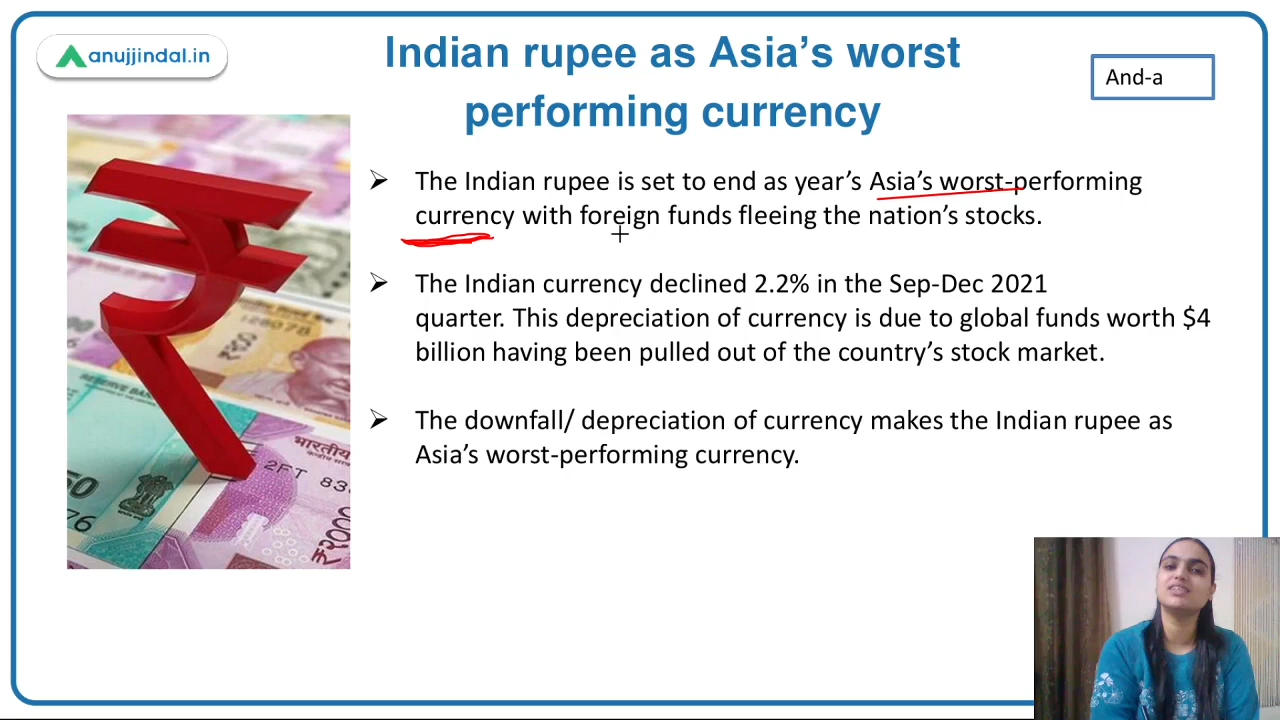 anujjindal.in
Indian rupee as Asia's worst
performing currency
And-a
➢ The Indian rupee is set to end as year's Asia's worst-performing
currency with foreign funds fleeing the nation's stocks.
➢ The Indian currency declined 2.2% in the Sep-Dec 2021
quarter. This depreciation of currency is due to global funds worth $4
billion having been pulled out of the country's stock market.
➢ The downfall/ depreciation of currency makes the Indian rupee as
Asia's worst-performing currency.
भारतीय
2FT 83
₹२०००